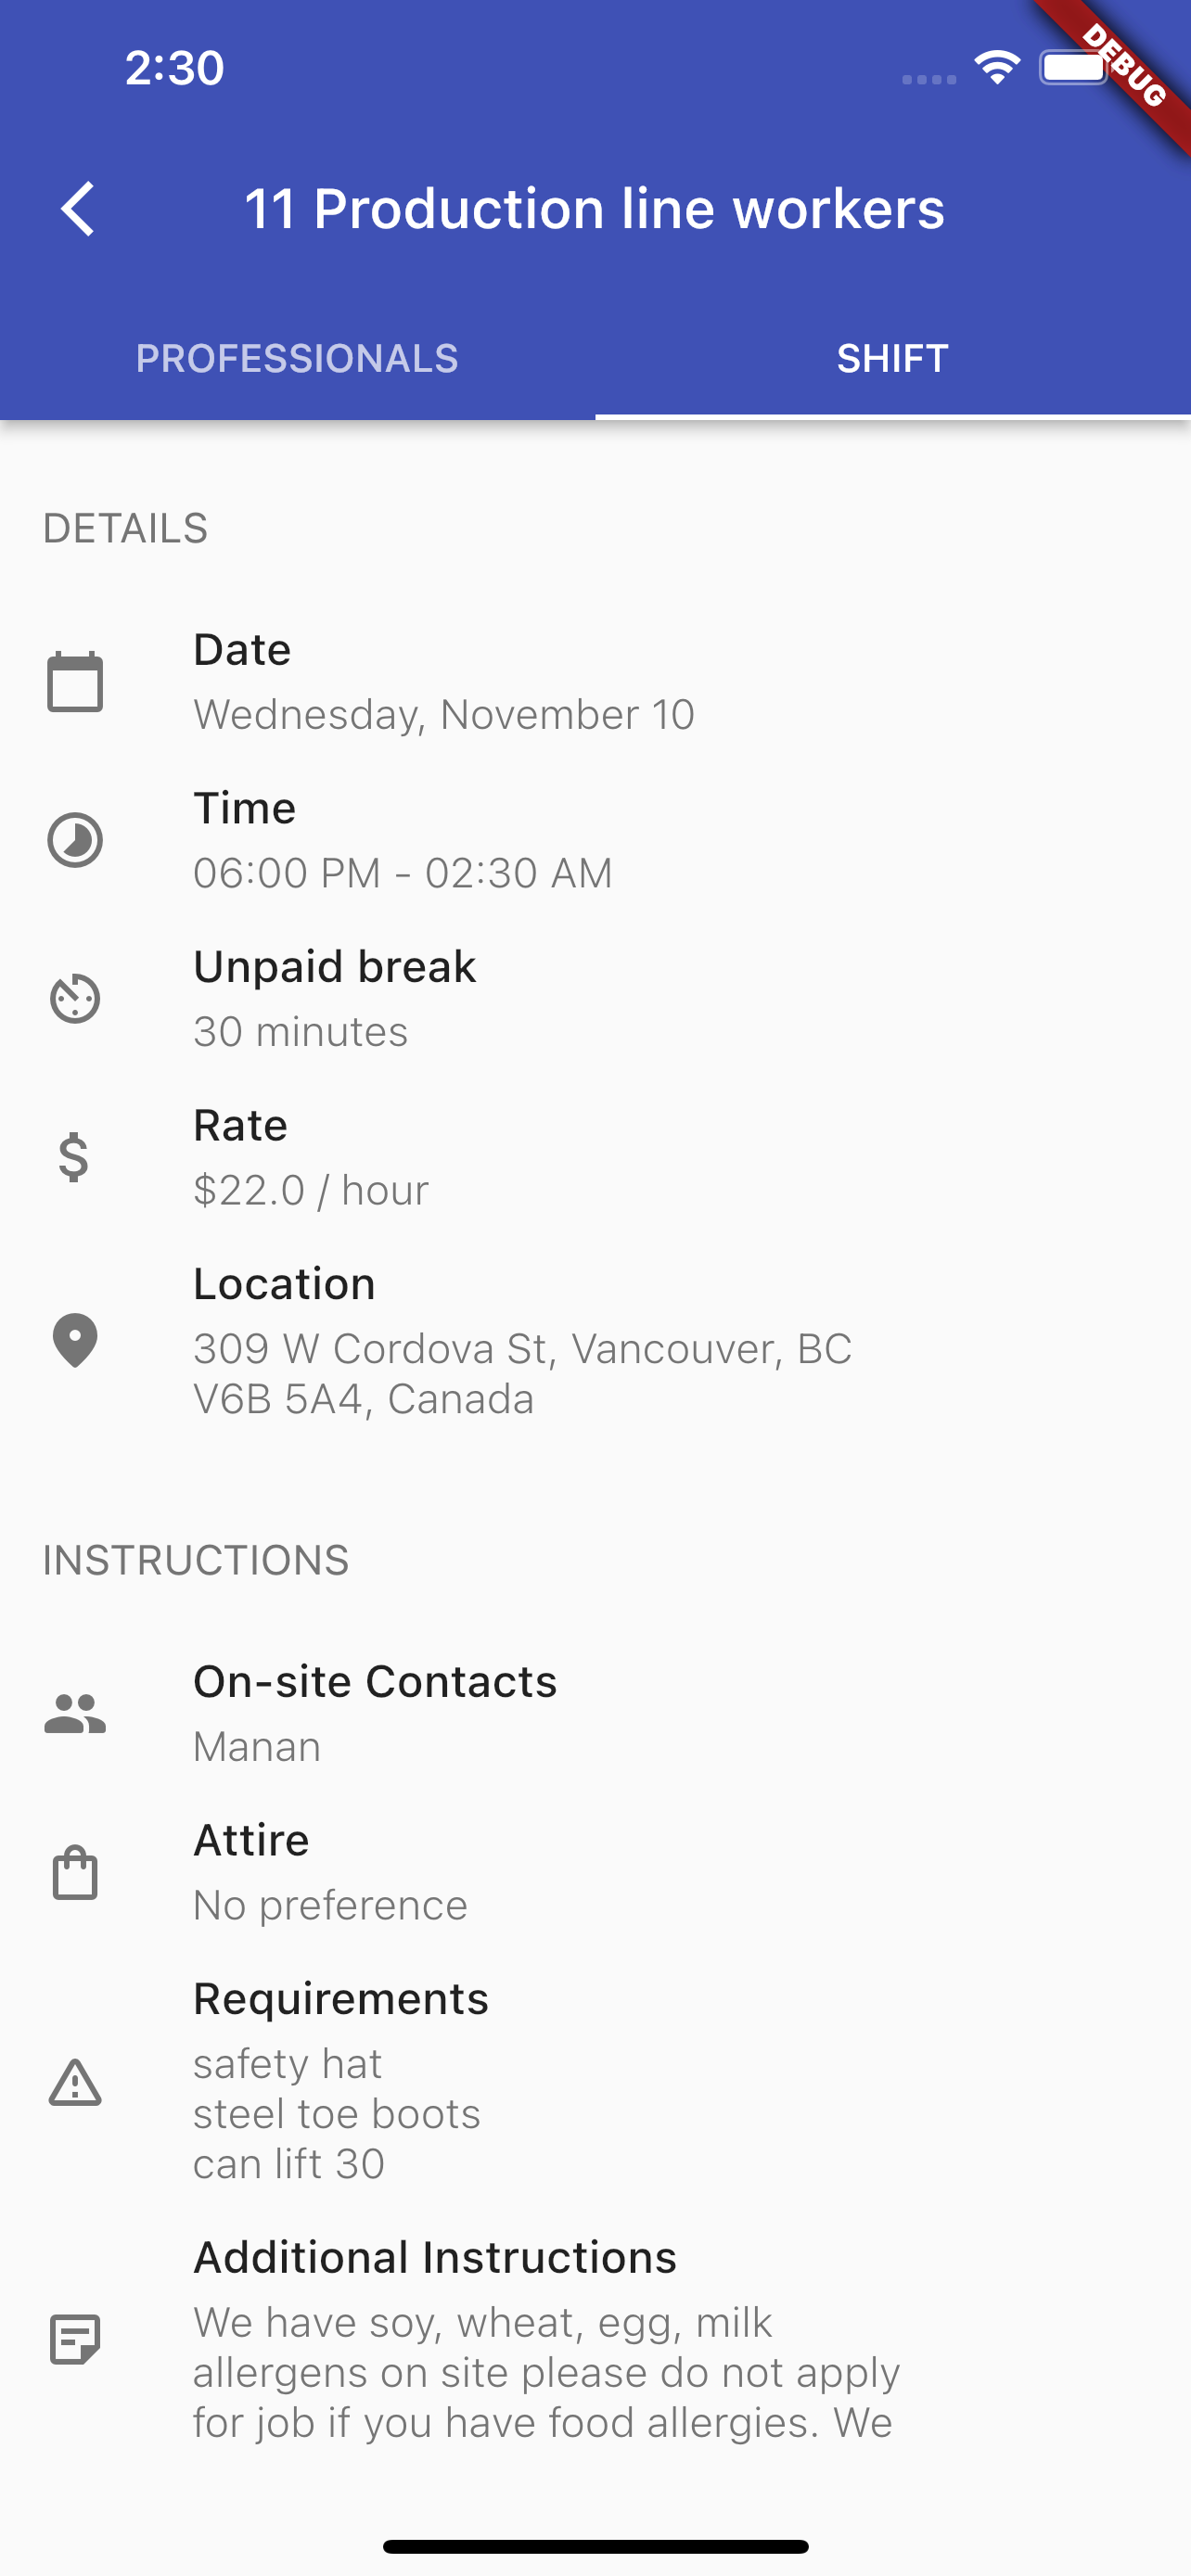 2:30
DEBUG
11 Production line workers
PROFESSIONALS
SHIFT
DETAILS
Date
Wednesday, November 10
Time
06:00 PM - 02:30 AM
Unpaid break
30 minutes
Rate
$22.0 / hour
Location
309 W Cordova St, Vancouver, BC
V6B 5A4, Canada
INSTRUCTIONS
On-site Contacts
Manan
Attire
No preference
Requirements
safety hat
steel toe boots
can lift 30
Additional Instructions
We have soy, wheat, egg, milk
allergens on site please do not apply
for job if you have food allergies. We